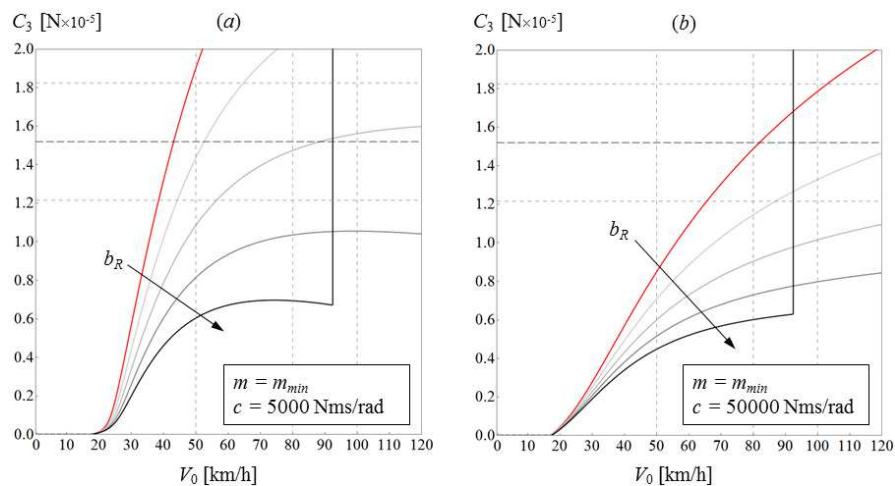 C₃ [N×10⁻⁵] (a)
2.0
1.8
1.6
1.4
1.2
1.0
0.8
0.6
0.4
0.2
0.0
b_R
m = m_min
c = 5000 Nms/rad
0 10 20 30 40 50 60 70 80 90 100 110 120
V₀ [km/h]
C₃ [N×10⁻⁵] (b)
2.0
1.8
1.6
1.4
1.2
1.0
0.8
0.6
0.4
0.2
0.0
b_R
m = m_min
c = 50000 Nms/rad
0 10 20 30 40 50 60 70 80 90 100 110 120
V₀ [km/h]